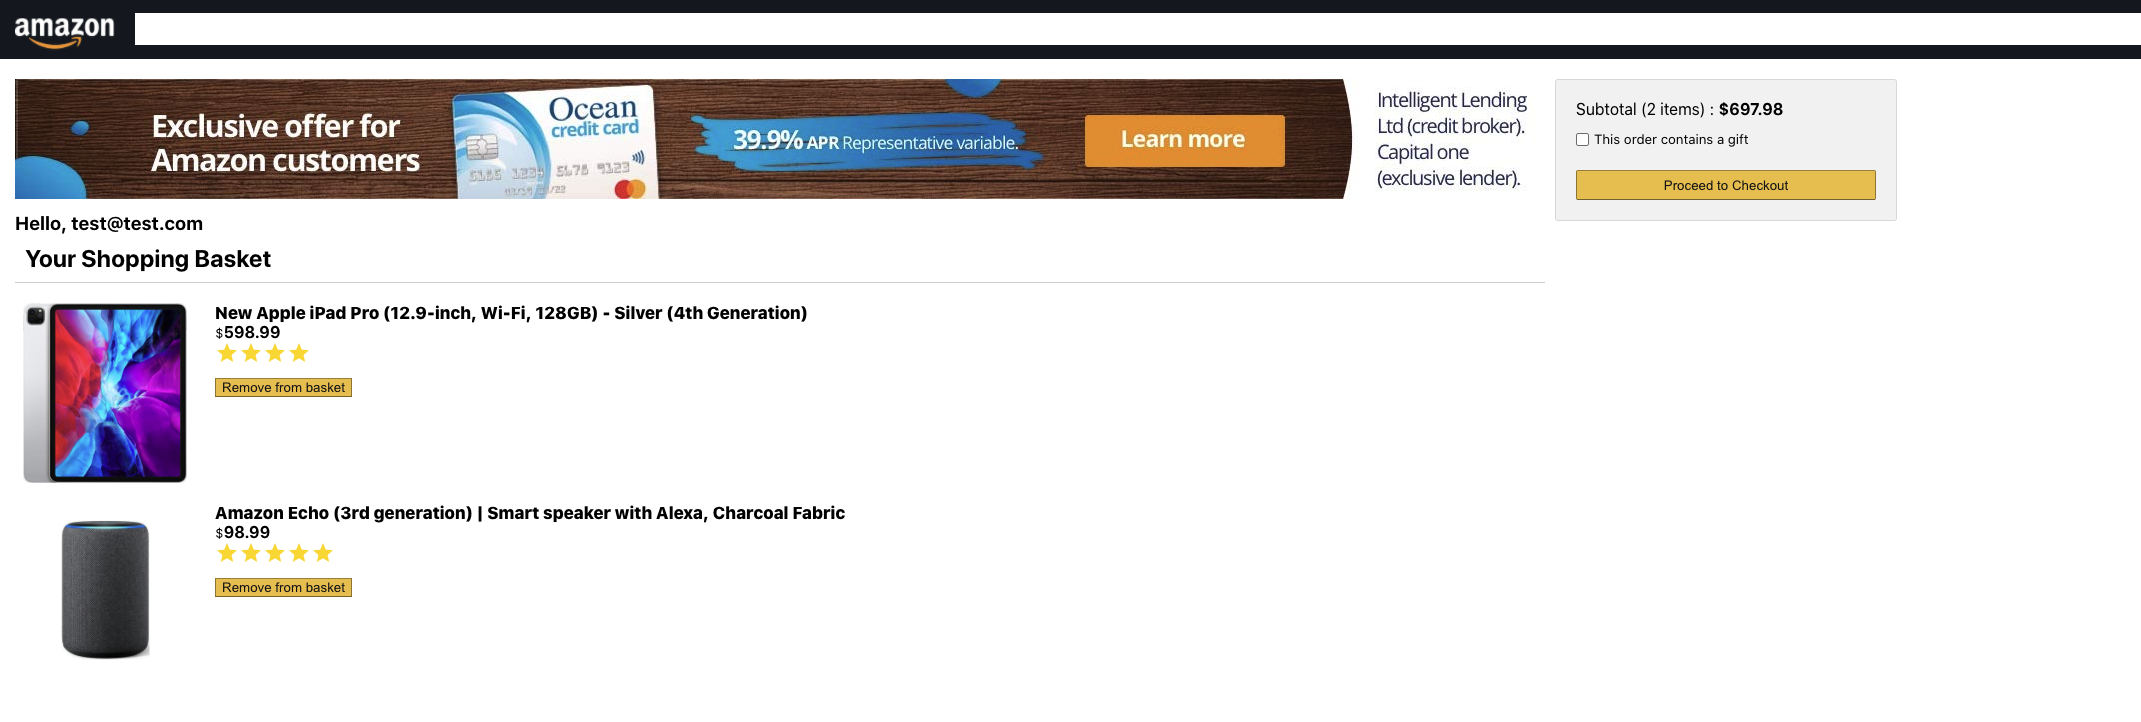 amazon
Exclusive offer for
Amazon customers
Ocean
credit card
5165 1234 5678 9123
39.9% APR Representative variable.
Learn more
Intelligent Lending
Ltd (credit broker).
Capital one
(exclusive lender).
Subtotal (2 items) : $697.98
This order contains a gift
Proceed to Checkout
Hello, test@test.com
Your Shopping Basket
New Apple iPad Pro (12.9-inch, Wi-Fi, 128GB) - Silver (4th Generation)
$598.99
Remove from basket
Amazon Echo (3rd generation) | Smart speaker with Alexa, Charcoal Fabric
$98.99
Remove from basket